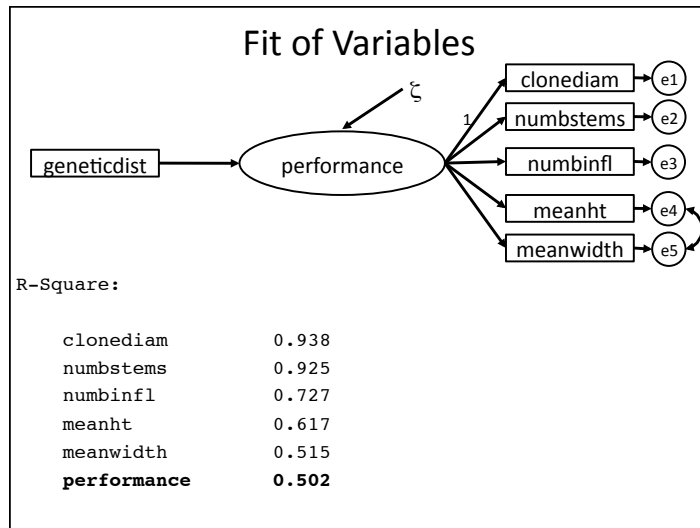 Fit of Variables
ζ
clonediam e1
1
numbstems e2
geneticdist performance numbinfl e3
meanht e4
meanwidth e5
R-Square:
clonediam 0.938
numbstems 0.925
numbinfl 0.727
meanht 0.617
meanwidth 0.515
performance 0.502